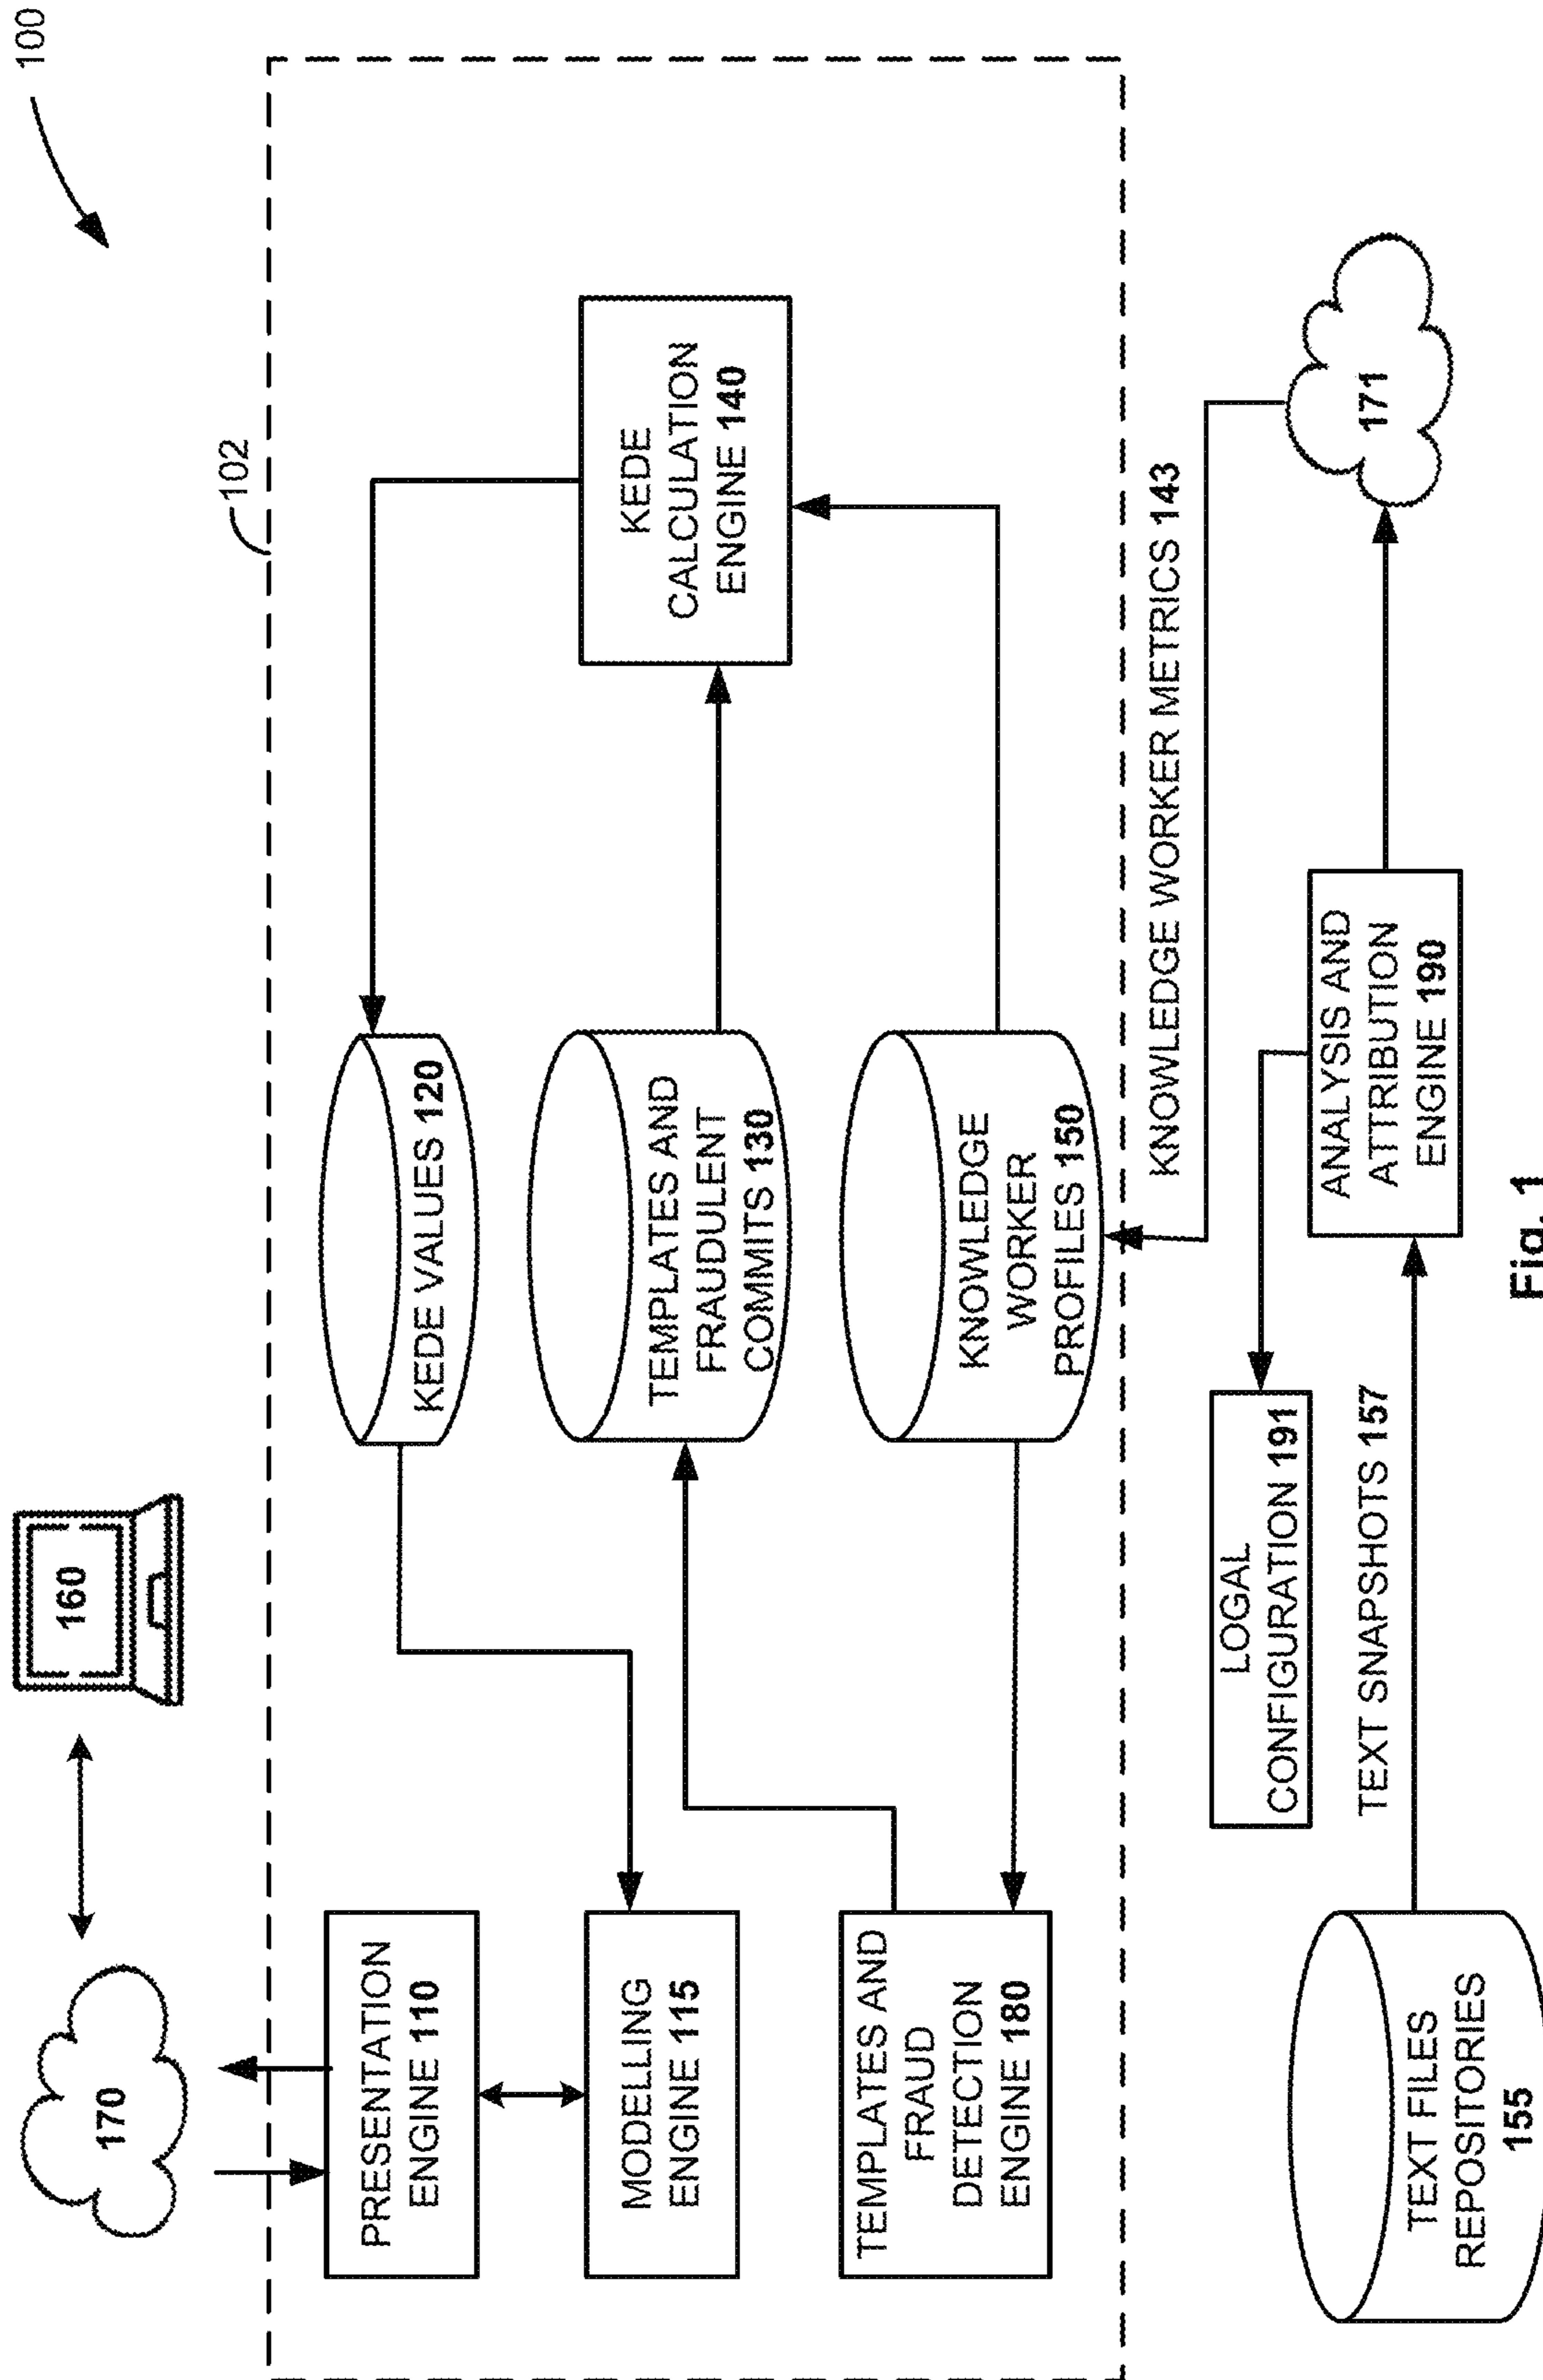 100
160
170
102
PRESENTATION
ENGINE 110
KEDE VALUES 120
MODELLING
ENGINE 115
TEMPLATES AND
FRAUDULENT
COMMITS 130
KEDE
CALCULATION
ENGINE 140
TEMPLATES AND
FRAUD
DETECTION
ENGINE 180
KNOWLEDGE
WORKER
PROFILES 150
KNOWLEDGE WORKER METRICS 143
LOGAL
CONFIGURATION 191
ANALYSIS AND
ATTRIBUTION
ENGINE 190
171
TEXT SNAPSHOTS 157
TEXT FILES
REPOSITORIES
155
Fig. 1